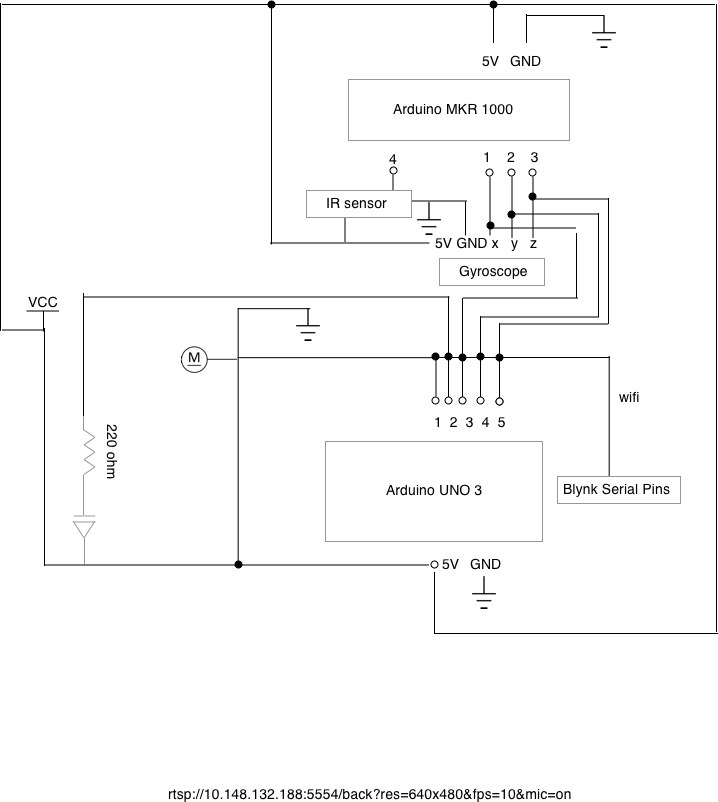 5V GND
Arduino MKR 1000
4
1 2 3
IR sensor
5V GND x y z
Gyroscope
VCC
M
wifi
220 ohm
1 2 3 4 5
Arduino UNO 3
Blynk Serial Pins
5V GND
rtsp://10.148.132.188:5554/back?res=640x480&fps=10&mic=on